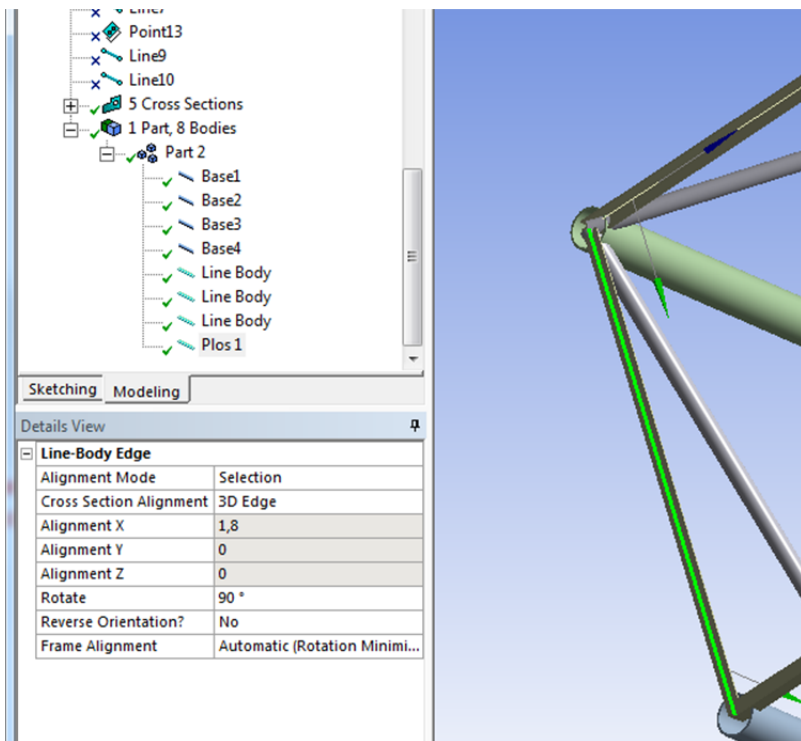 Line7
Point13
Line9
Line10
5 Cross Sections
1 Part, 8 Bodies
Part 2
Base1
Base2
Base3
Base4
Line Body
Line Body
Line Body
Plos 1
Sketching Modeling
Details View
Line-Body Edge
Alignment Mode Selection
Cross Section Alignment 3D Edge
Alignment X 1,8
Alignment Y 0
Alignment Z 0
Rotate 90 °
Reverse Orientation? No
Frame Alignment Automatic (Rotation Minimi...